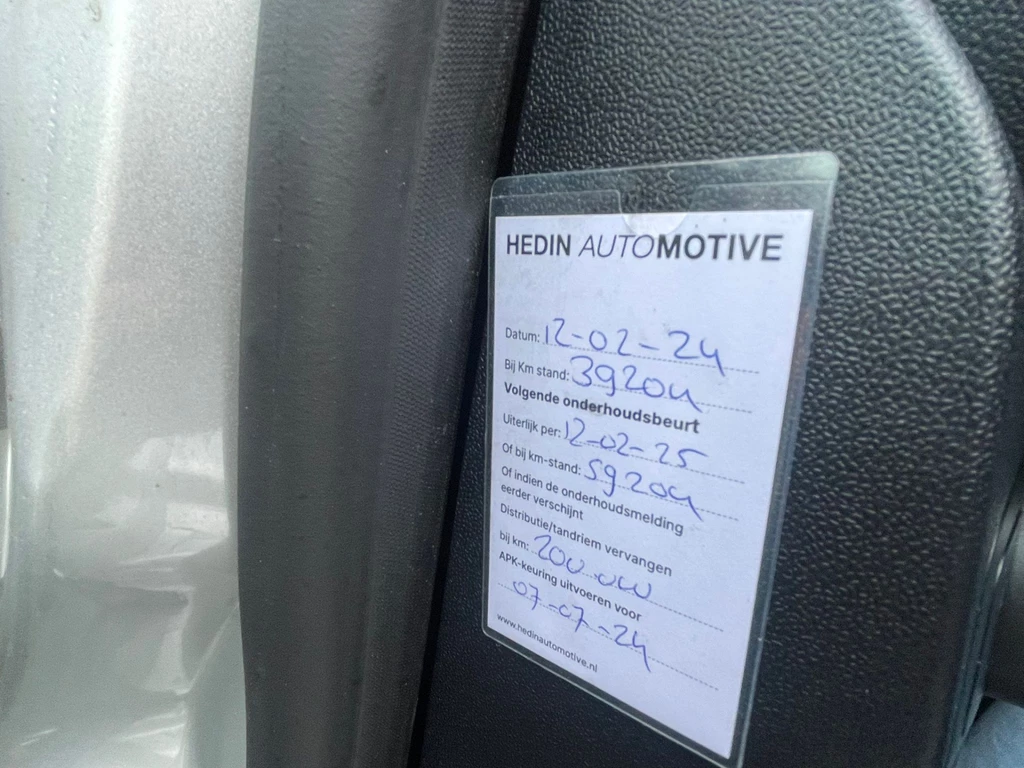 HEDIN AUTOMOTIVE
Datum: 12-02-24
Bij Km stand: 39204
Volgende onderhoudsbeurt
Uiterlijk per: 12-02-25
Of bij km-stand: 59204
Of indien de onderhoudsmelding
eerder verschijnt
Distributie/tandriem vervangen
bij km: 200.000
APK-keuring uitvoeren voor
07-07-24
www.hedinautomotive.nl